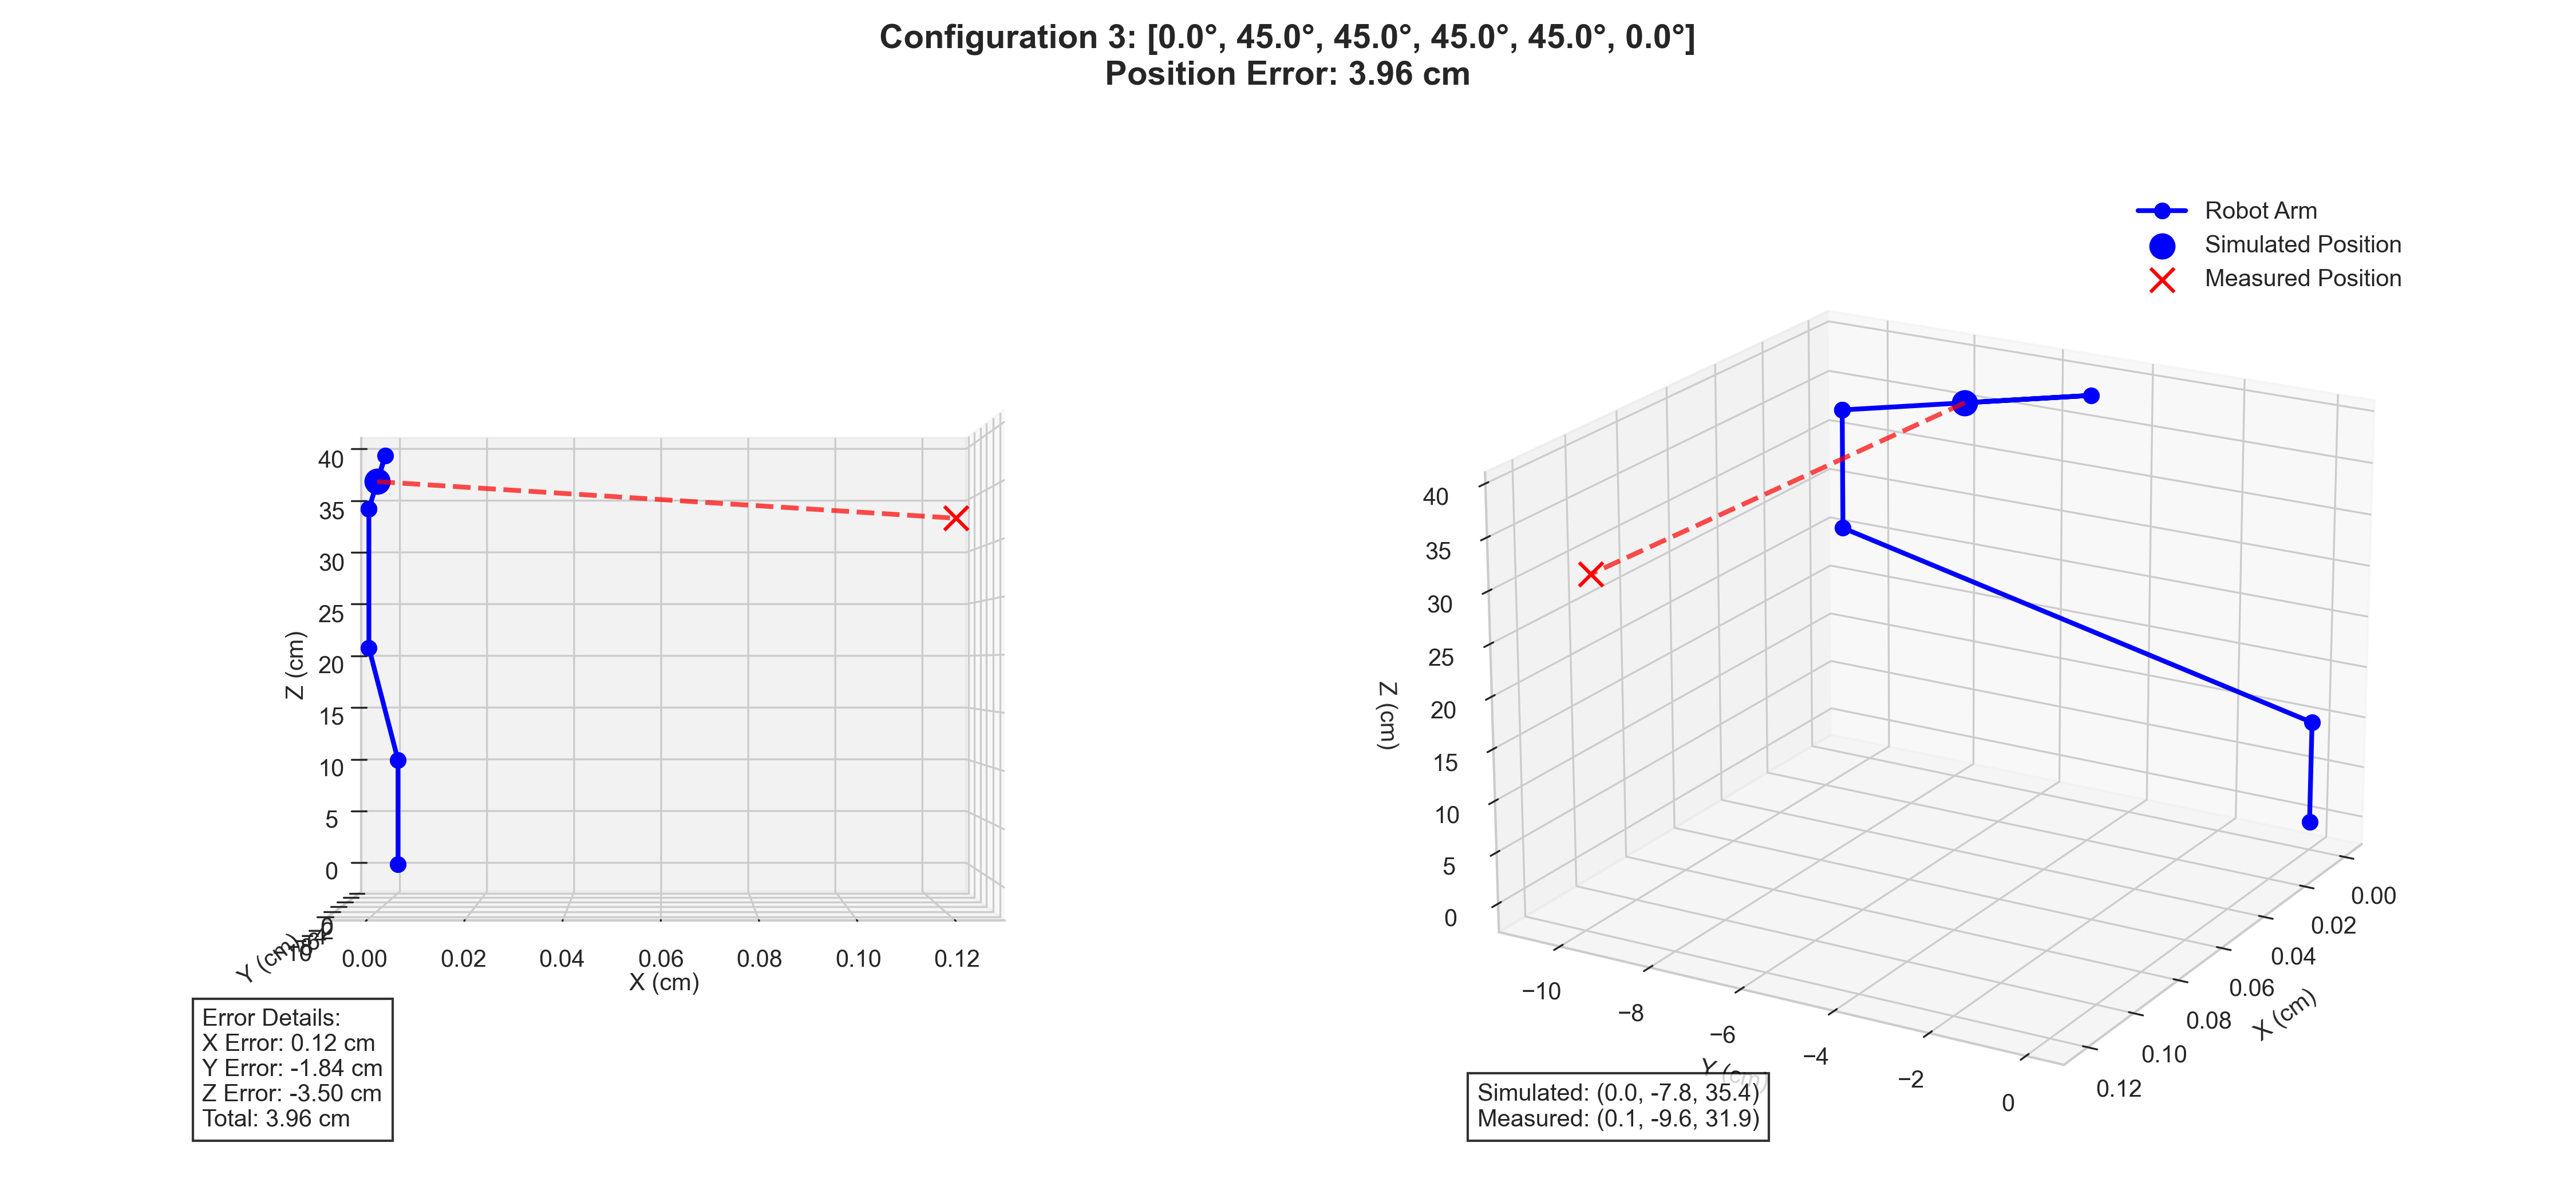 Configuration 3: [0.0°, 45.0°, 45.0°, 45.0°, 45.0°, 0.0°]
Position Error: 3.96 cm
Robot Arm
Simulated Position
Measured Position
40
35
30
25
20
15
10
5
0
Z (cm)
Y (cm)
0.00
0.02
0.04
0.06
0.08
0.10
0.12
X (cm)
Error Details:
X Error: 0.12 cm
Y Error: -1.84 cm
Z Error: -3.50 cm
Total: 3.96 cm
40
35
30
25
20
15
10
5
0
Z (cm)
−10
−8
−6
−4
−2
0
Y (cm)
0.00
0.02
0.04
0.06
0.08
0.10
0.12
X (cm)
Simulated: (0.0, -7.8, 35.4)
Measured: (0.1, -9.6, 31.9)